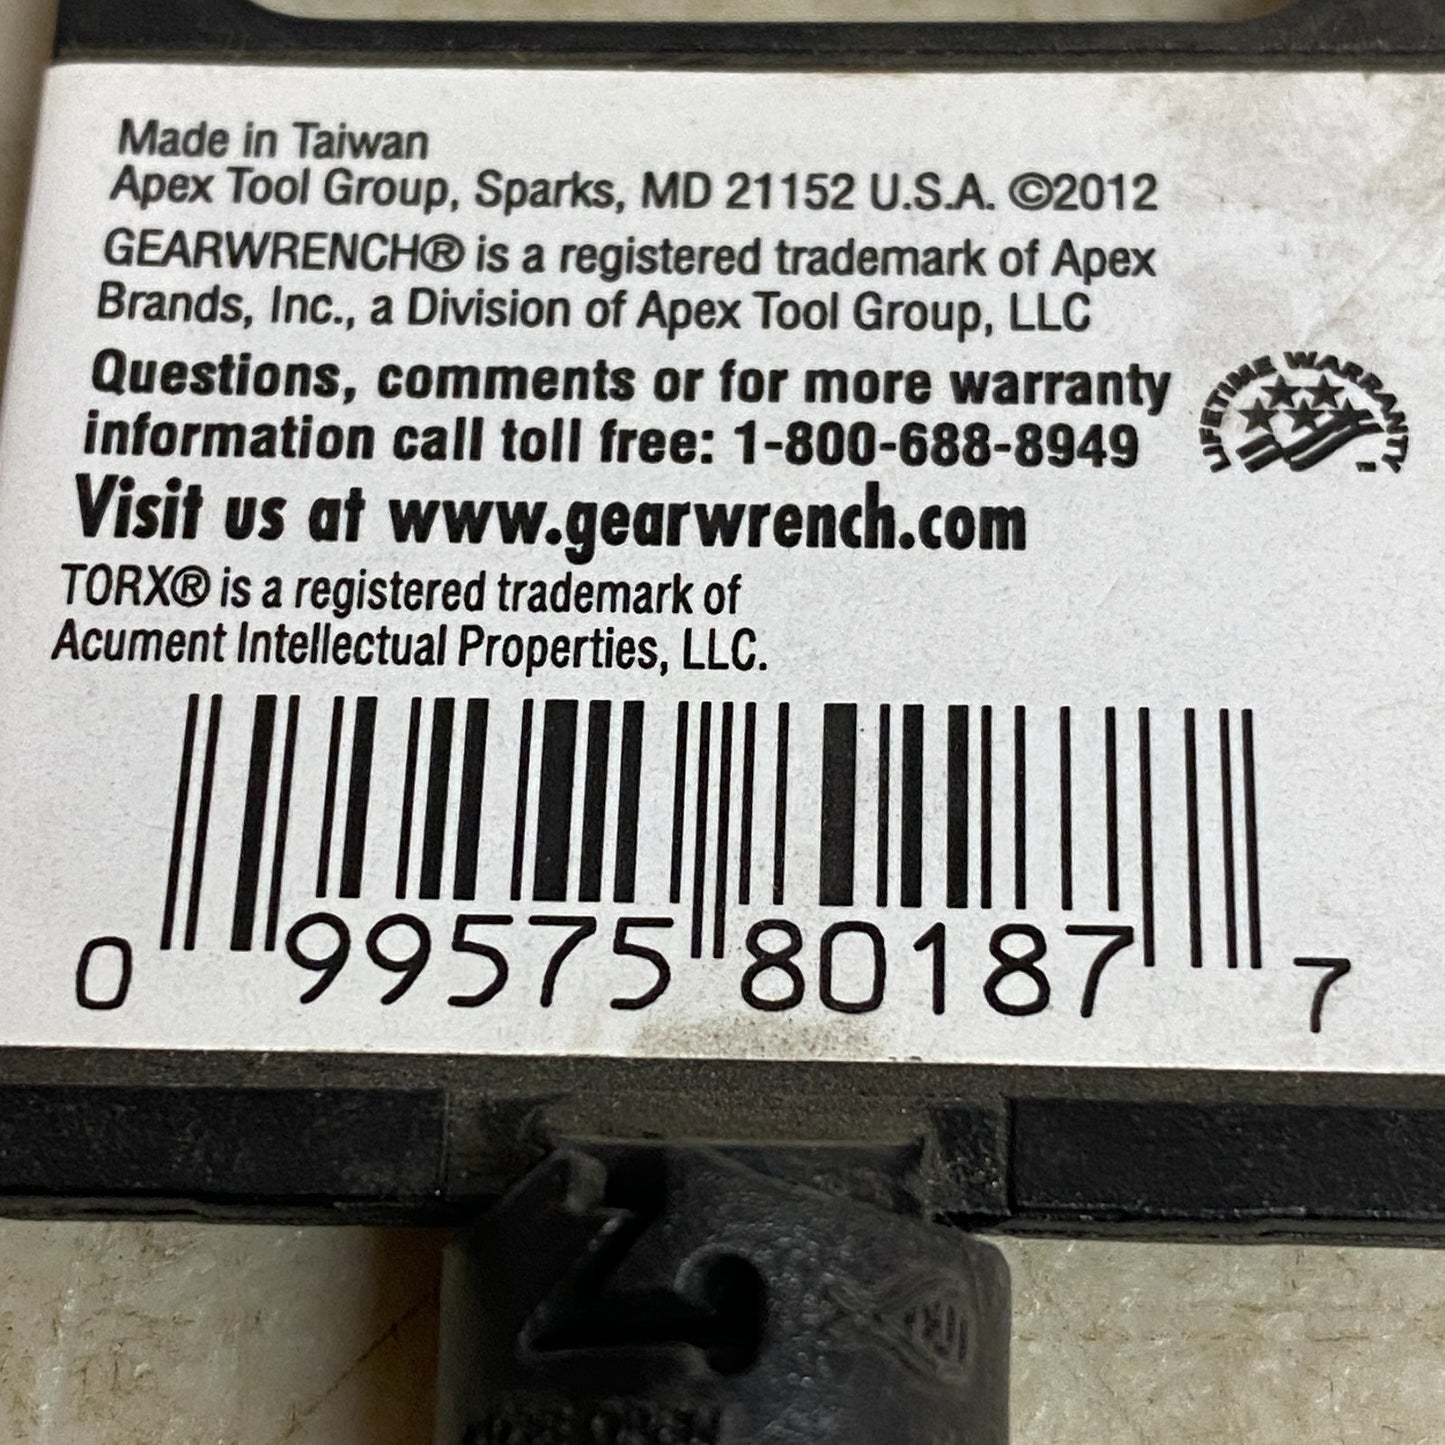 Made in Taiwan
Apex Tool Group, Sparks, MD 21152 U.S.A. ©2012
GEARWRENCH® is a registered trademark of Apex
Brands, Inc., a Division of Apex Tool Group, LLC
Questions, comments or for more warranty
information call toll free: 1-800-688-8949
LIFETIME WARRANTY
Visit us at www.gearwrench.com
TORX® is a registered trademark of
Acument Intellectual Properties, LLC.
0 99575 80187 7